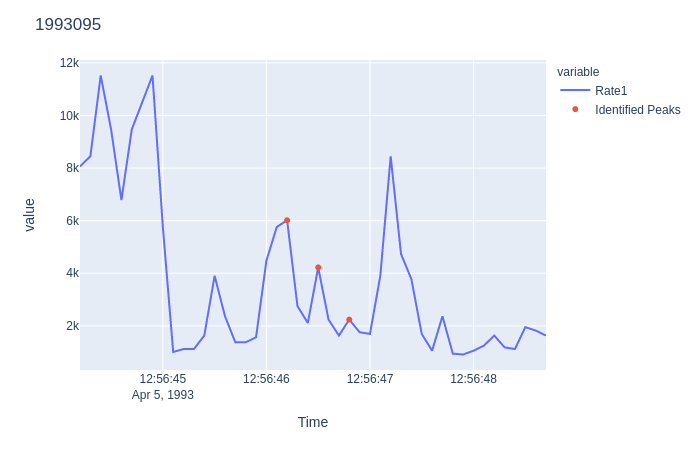 1993095
12k
10k
8k
6k
4k
2k
value
12:56:45
Apr 5, 1993
12:56:46
12:56:47
12:56:48
Time
variable
Rate1
Identified Peaks